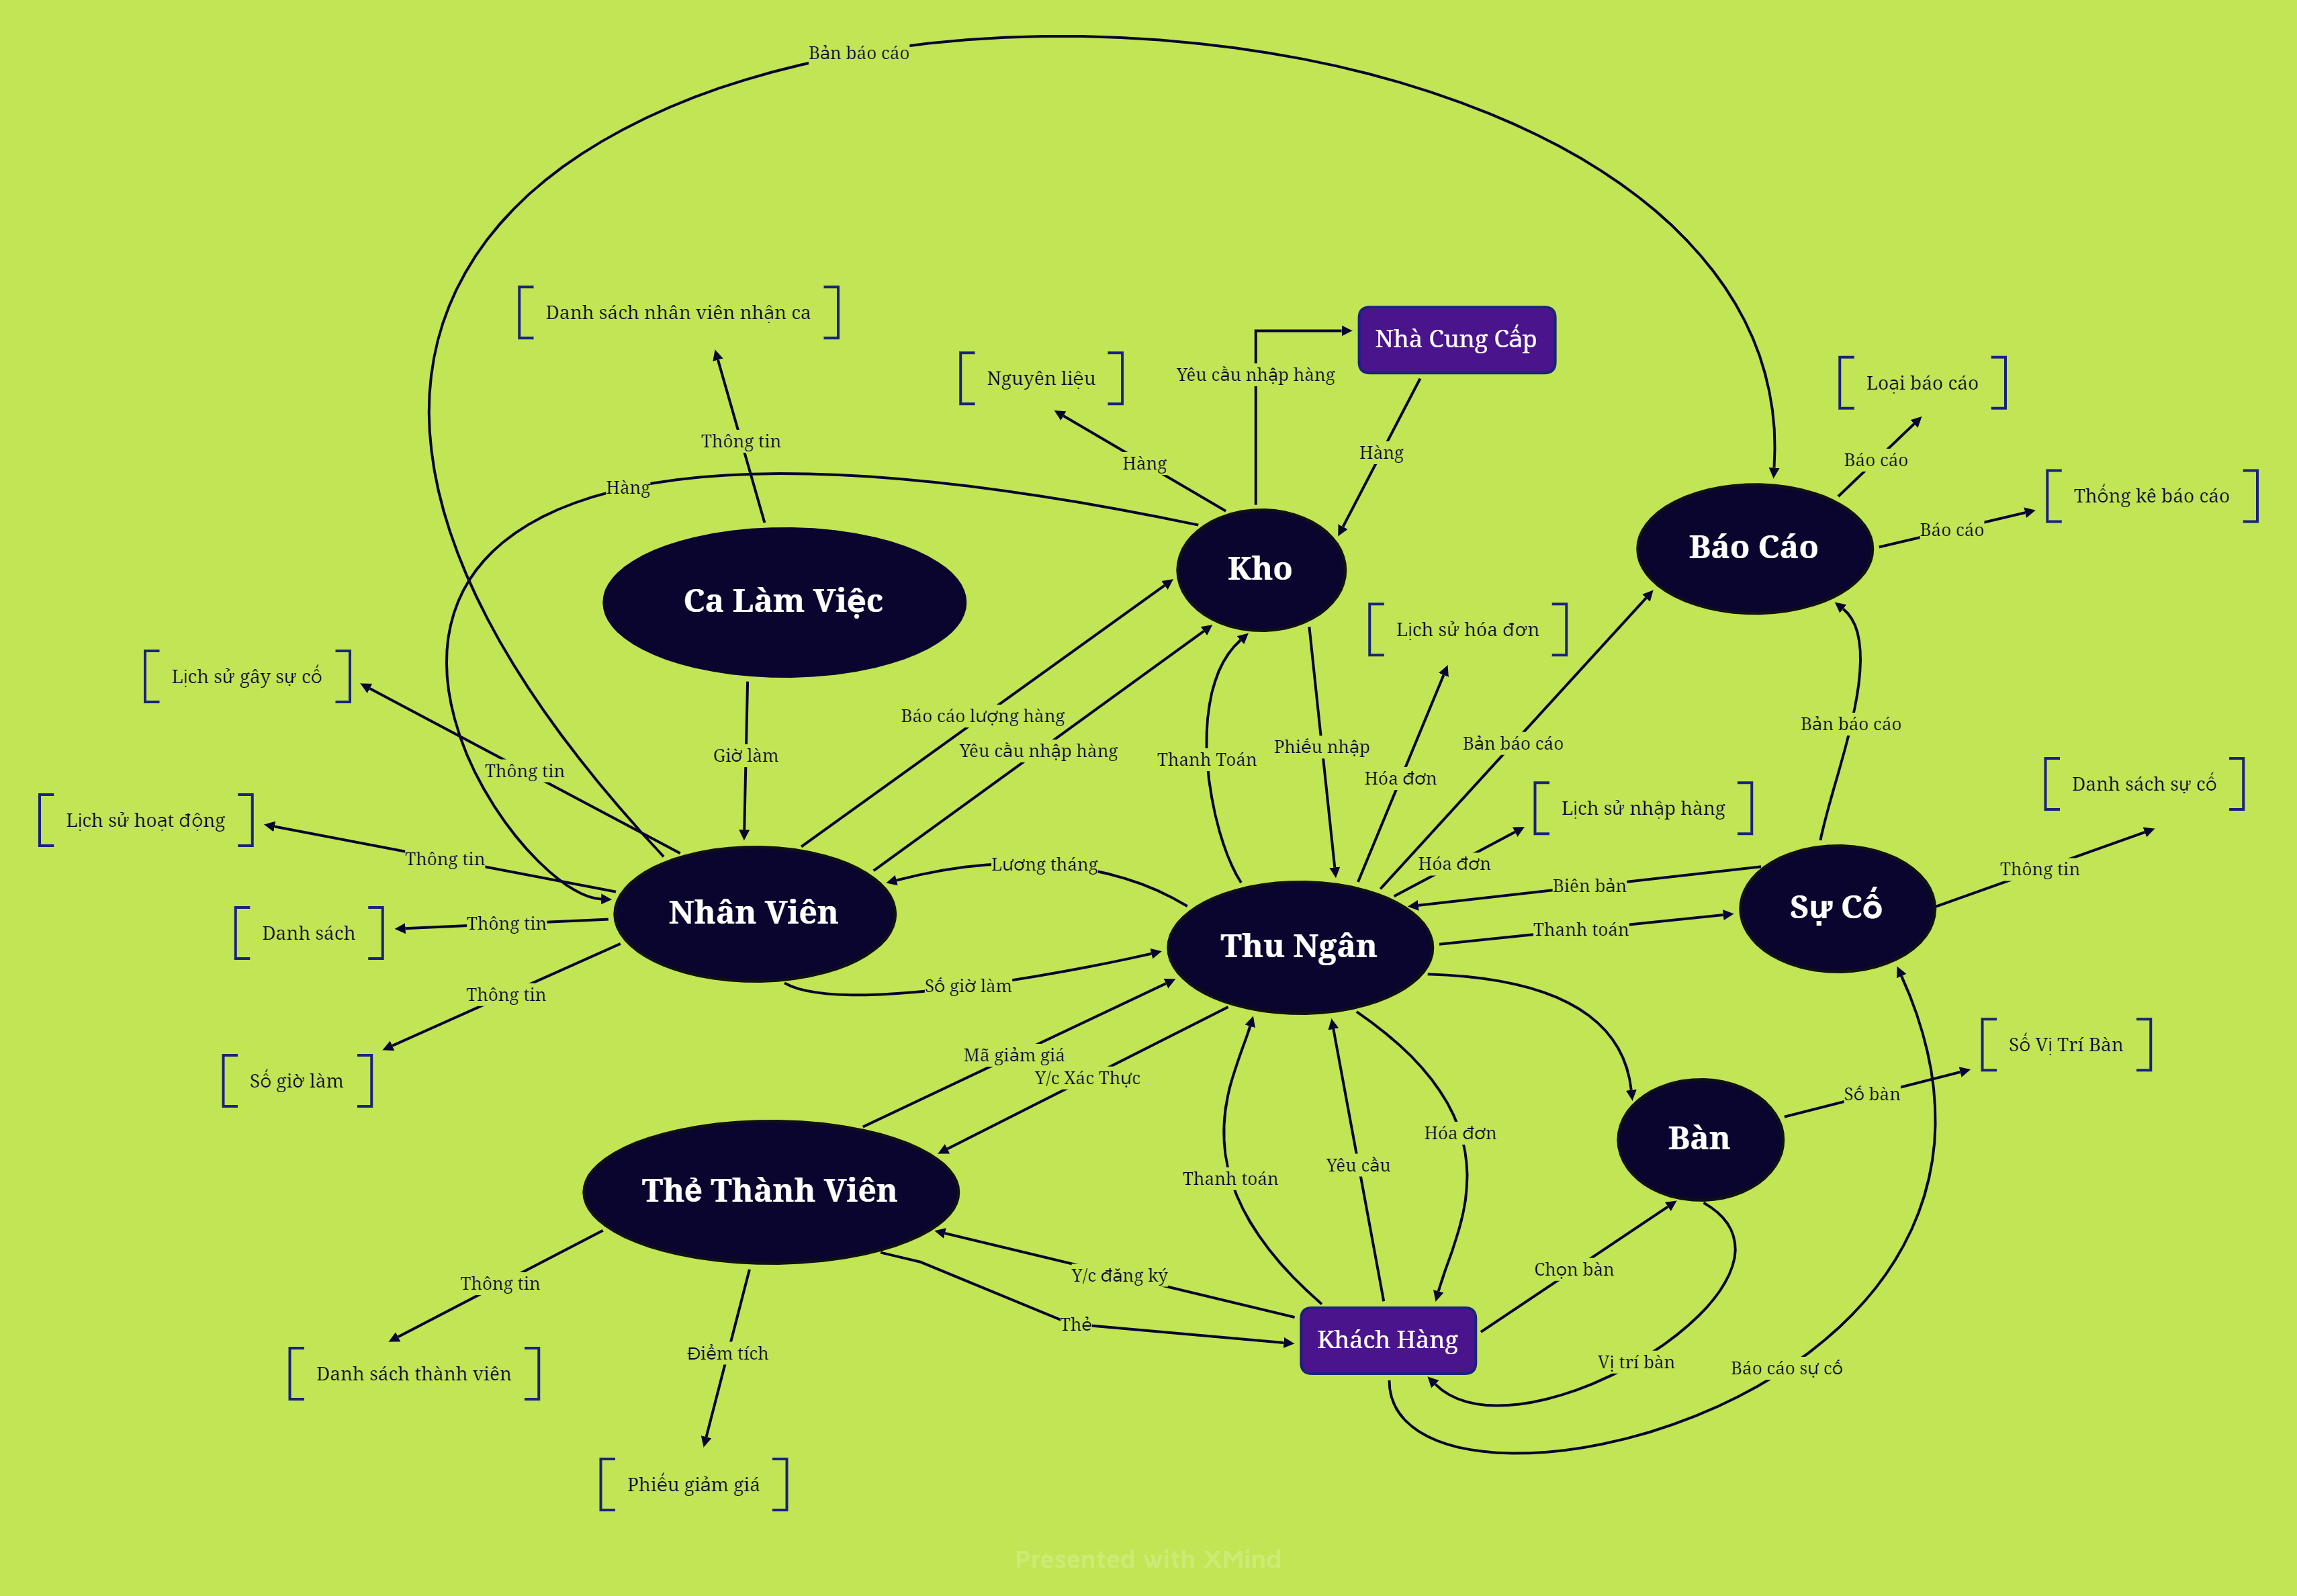 Bản báo cáo
Danh sách nhân viên nhận ca
Nhà Cung Cấp
Yêu cầu nhập hàng
Nguyên liệu
Loại báo cáo
Thông tin
Hàng
Hàng
Báo cáo
Hàng
Thống kê báo cáo
Báo cáo
Báo Cáo
Kho
Ca Làm Việc
Lịch sử hóa đơn
Lịch sử gây sự cố
Báo cáo lượng hàng
Bản báo cáo
Giờ làm
Yêu cầu nhập hàng
Thanh Toán
Phiếu nhập
Bản báo cáo
Thông tin
Hóa đơn
Danh sách sự cố
Lịch sử nhập hàng
Lịch sử hoạt động
Thông tin
Lương tháng
Hóa đơn
Thông tin
Biên bản
Sự Cố
Nhân Viên
Thông tin
Danh sách
Thanh toán
Thu Ngân
Thông tin
Số giờ làm
Số Vị Trí Bàn
Mã giảm giá
Y/c Xác Thực
Số giờ làm
Số bàn
Hóa đơn
Bàn
Yêu cầu
Thanh toán
Thẻ Thành Viên
Chọn bàn
Y/c đăng ký
Thông tin
Thẻ
Khách Hàng
Điểm tích
Vị trí bàn
Báo cáo sự cố
Danh sách thành viên
Phiếu giảm giá
Presented with XMind